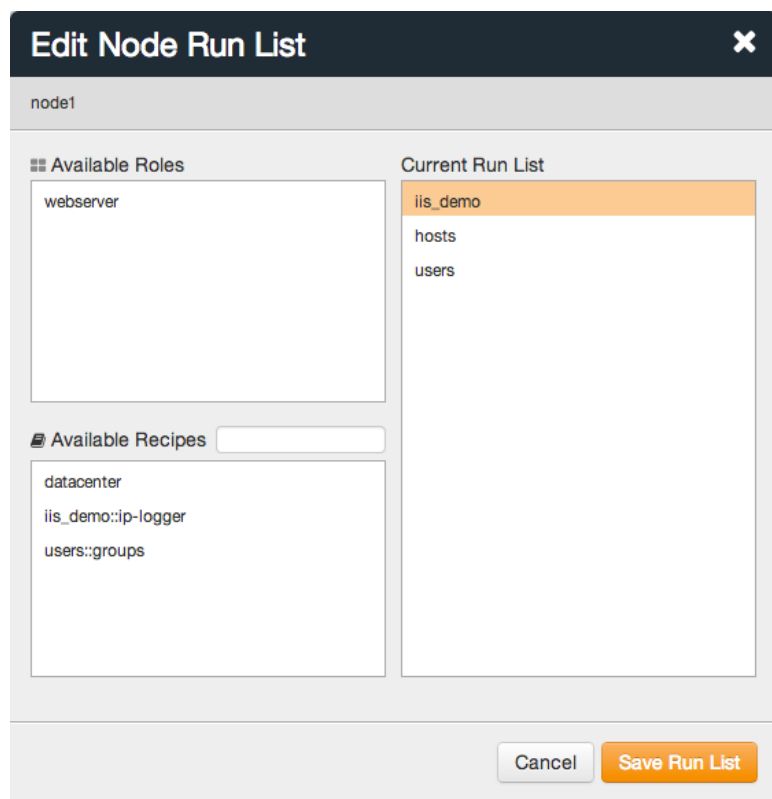 Edit Node Run List
node1
Available Roles
webserver
Available Recipes
datacenter
iis_demo::ip-logger
users::groups
Current Run List
iis_demo
hosts
users
Cancel
Save Run List